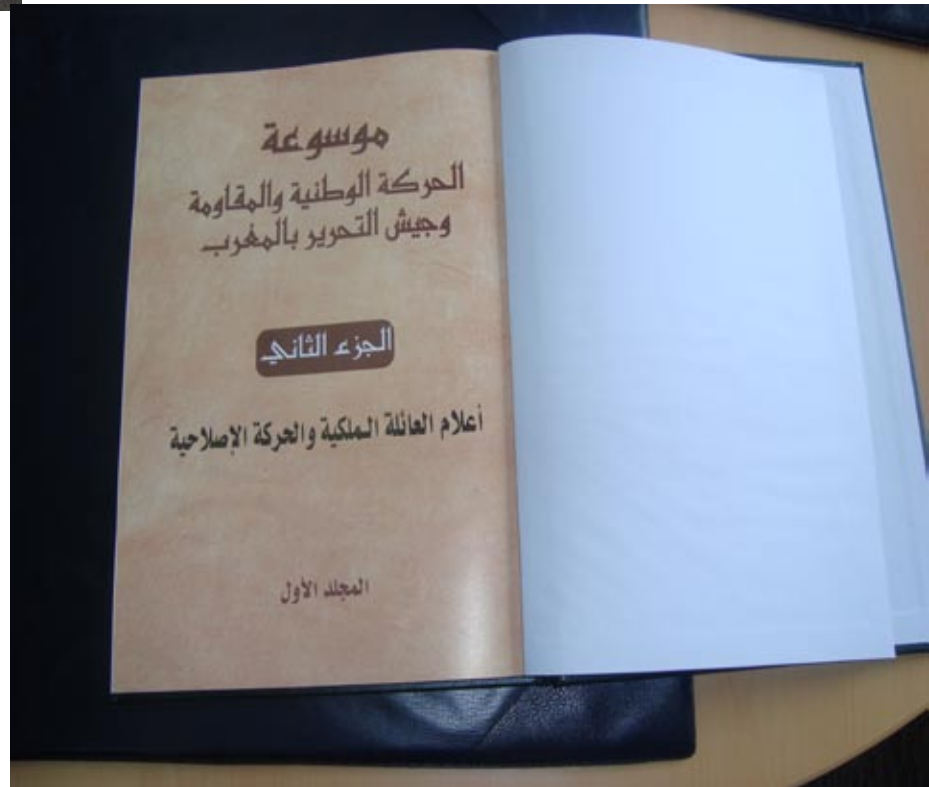 موسوعة
الحركة الوطنية والمقاومة
وجيش التحرير بالمغرب
الجزء الثاني
أعلام العائلة الملكية والحركة الإصلاحية
المجلد الأول